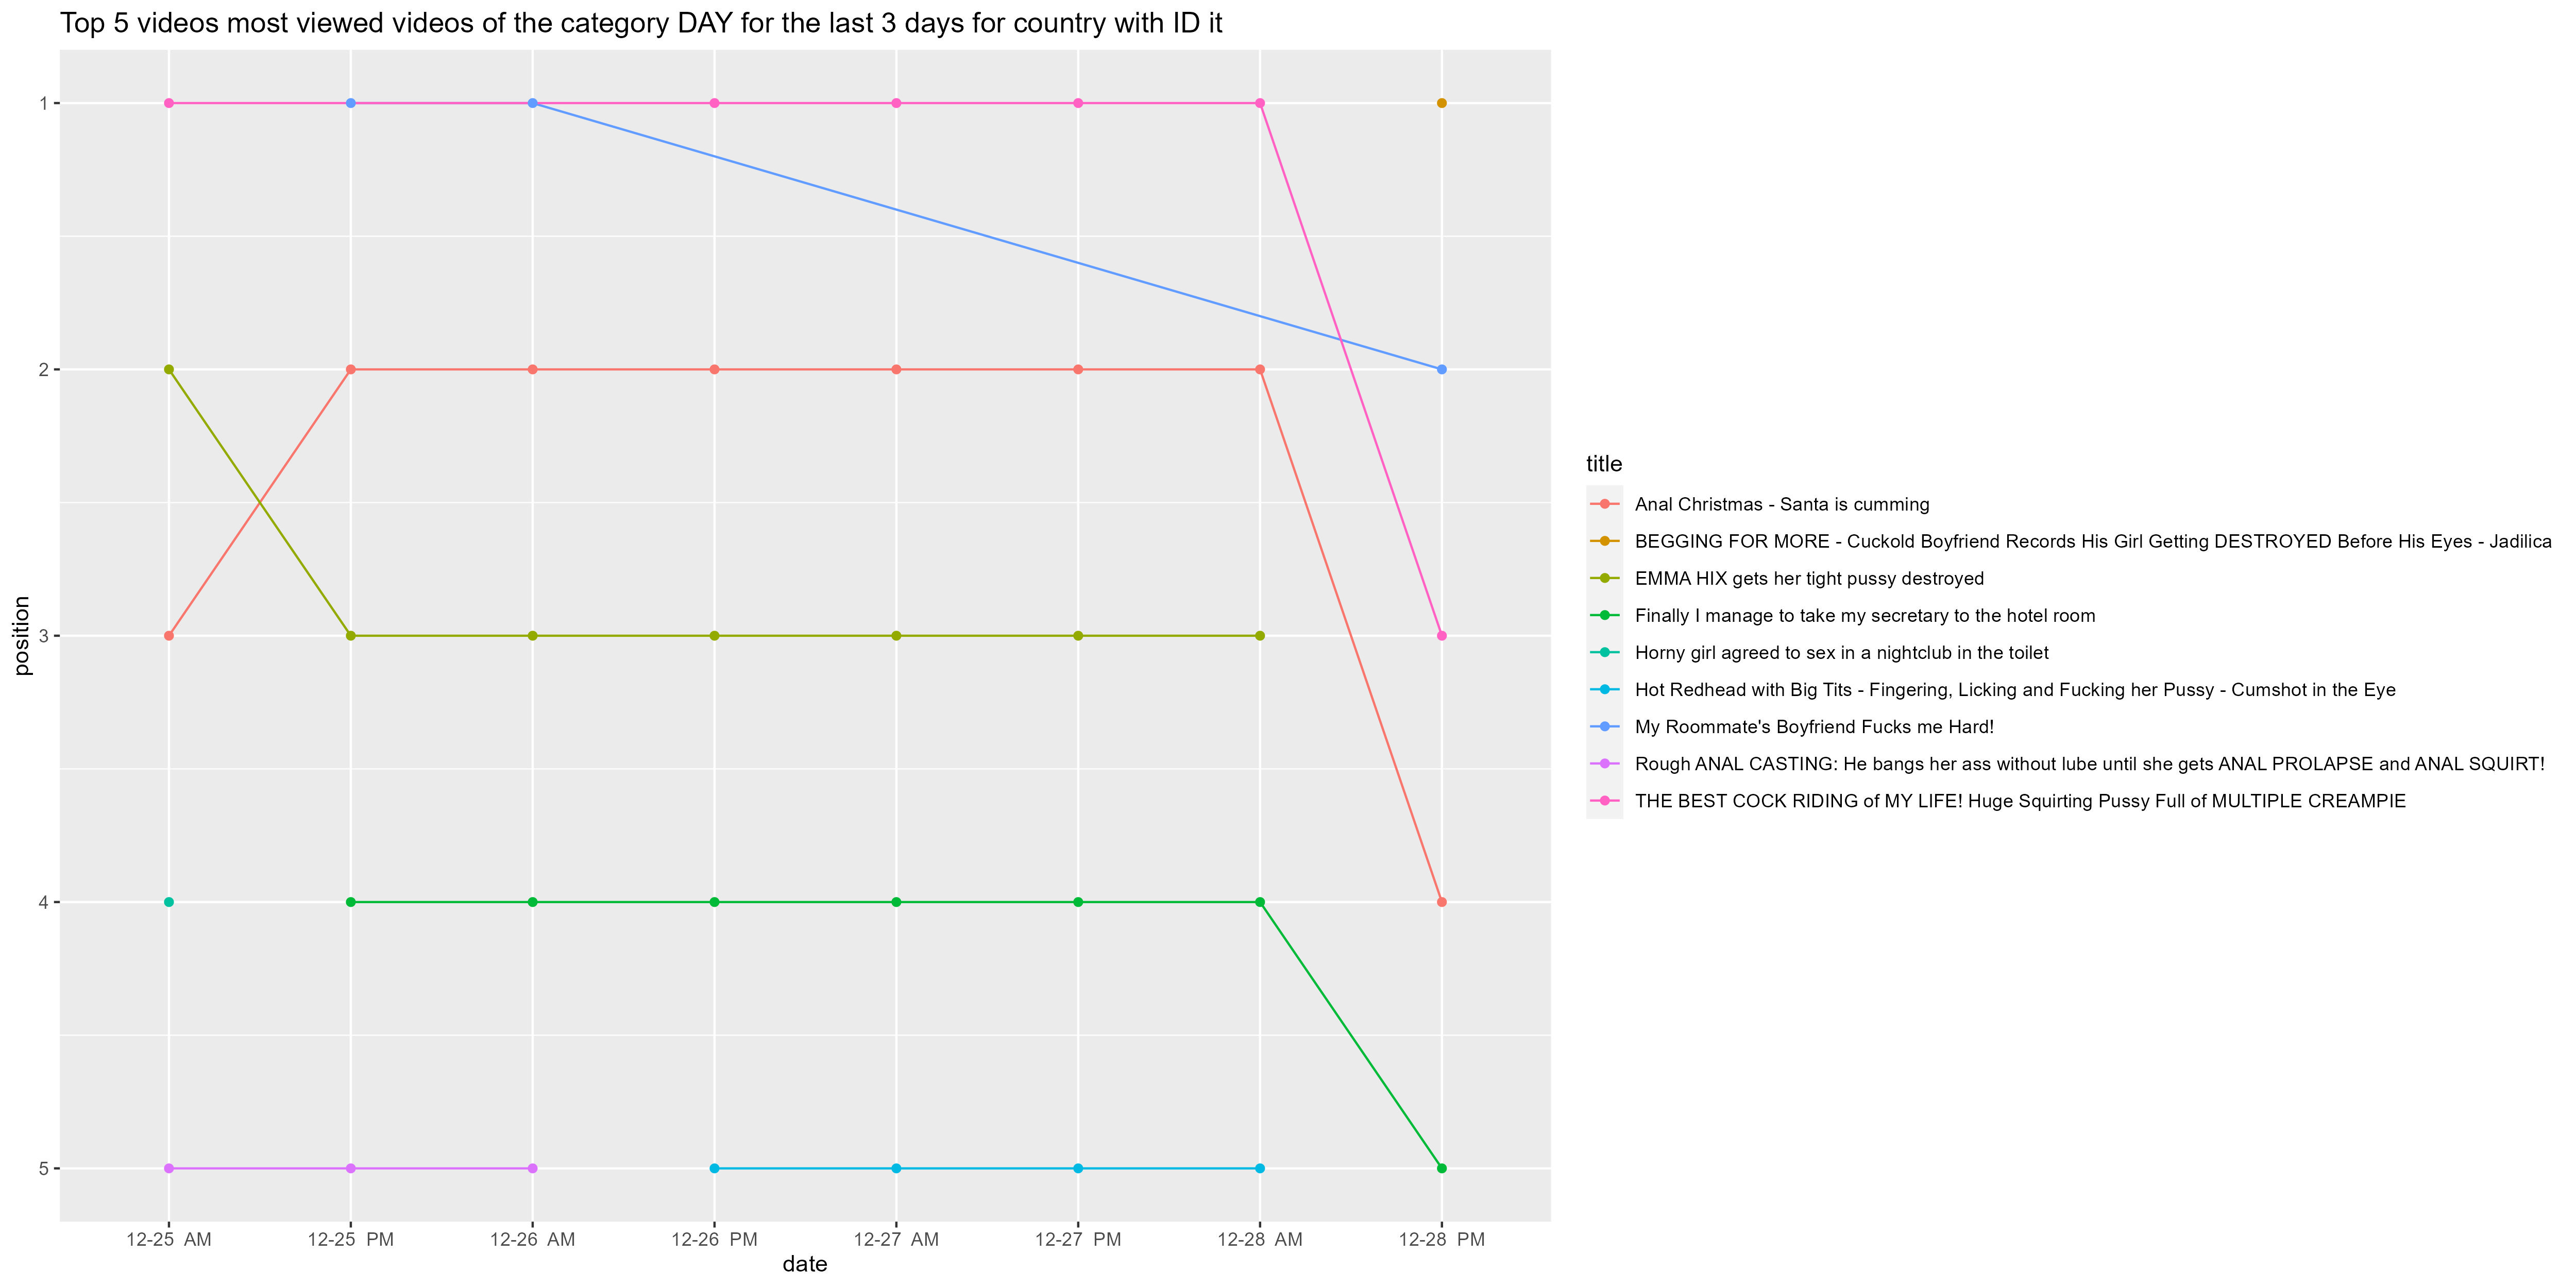 Top 5 videos most viewed videos of the category DAY for the last 3 days for country with ID it
position
1
2
3
4
5
12-25 AM
12-25 PM
12-26 AM
12-26 PM
12-27 AM
12-27 PM
12-28 AM
12-28 PM
date
title
Anal Christmas - Santa is cumming
BEGGING FOR MORE - Cuckold Boyfriend Records His Girl Getting DESTROYED Before His Eyes - Jadilica
EMMA HIX gets her tight pussy destroyed
Finally I manage to take my secretary to the hotel room
Horny girl agreed to sex in a nightclub in the toilet
Hot Redhead with Big Tits - Fingering, Licking and Fucking her Pussy - Cumshot in the Eye
My Roommate's Boyfriend Fucks me Hard!
Rough ANAL CASTING: He bangs her ass without lube until she gets ANAL PROLAPSE and ANAL SQUIRT!
THE BEST COCK RIDING of MY LIFE! Huge Squirting Pussy Full of MULTIPLE CREAMPIE